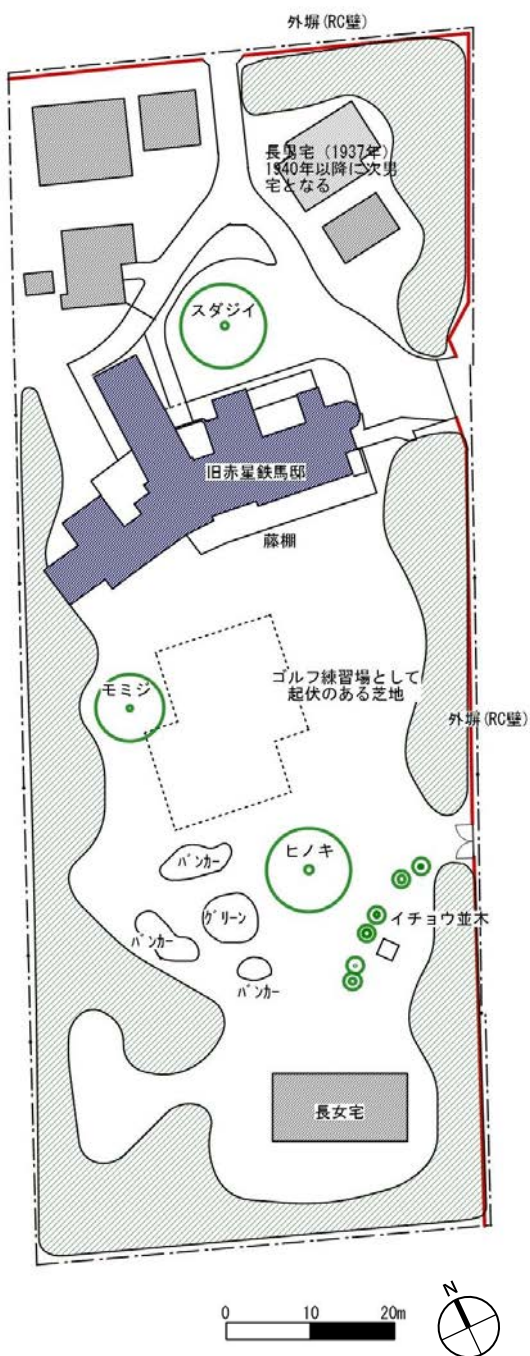 外塀(RC壁)
長男宅（1937年）
1940年以降に次男
宅となる
スダジイ
旧赤星鉄馬邸
藤棚
モミジ
ゴルフ練習場として
起伏のある芝地
外塀(RC壁)
バンカー
ヒノキ
グリーン
イチョウ並木
バンカー
バンカー
長女宅
N
0 10 20m